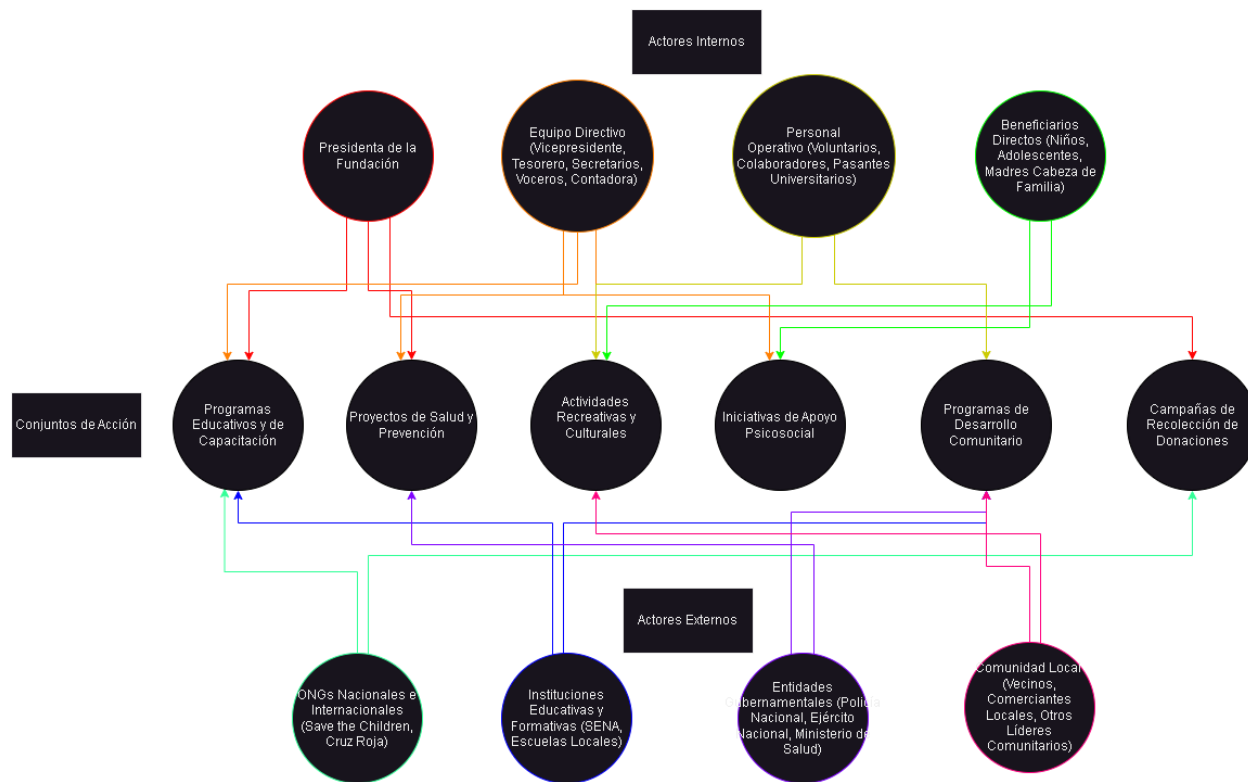 Actores Internos
Presidenta de la
Fundación
Equipo Directivo
(Vicepresidente,
Tesorero, Secretarios,
Voceros, Contadora)
Personal
Operativo (Voluntarios,
Colaboradores, Pasantes
Universitarios)
Beneficiarios
Directos (Niños,
Adolescentes,
Madres Cabeza de
Familia)
Conjuntos de Acción
Programas
Educativos y de
Capacitación
Proyectos de Salud y
Prevención
Actividades
Recreativas y
Culturales
Iniciativas de Apoyo
Psicosocial
Programas de
Desarrollo
Comunitario
Campañas de
Recolección de
Donaciones
Actores Externos
ONGs Nacionales e
Internacionales
(Save the Children,
Cruz Roja)
Instituciones
Educativas y
Formativas (SENA,
Escuelas Locales)
Entidades
Gubernamentales (Policía
Nacional, Ejército
Nacional, Ministerio de
Salud)
Comunidad Local
(Vecinos,
Comerciantes
Locales, Otros
Líderes
Comunitarios)